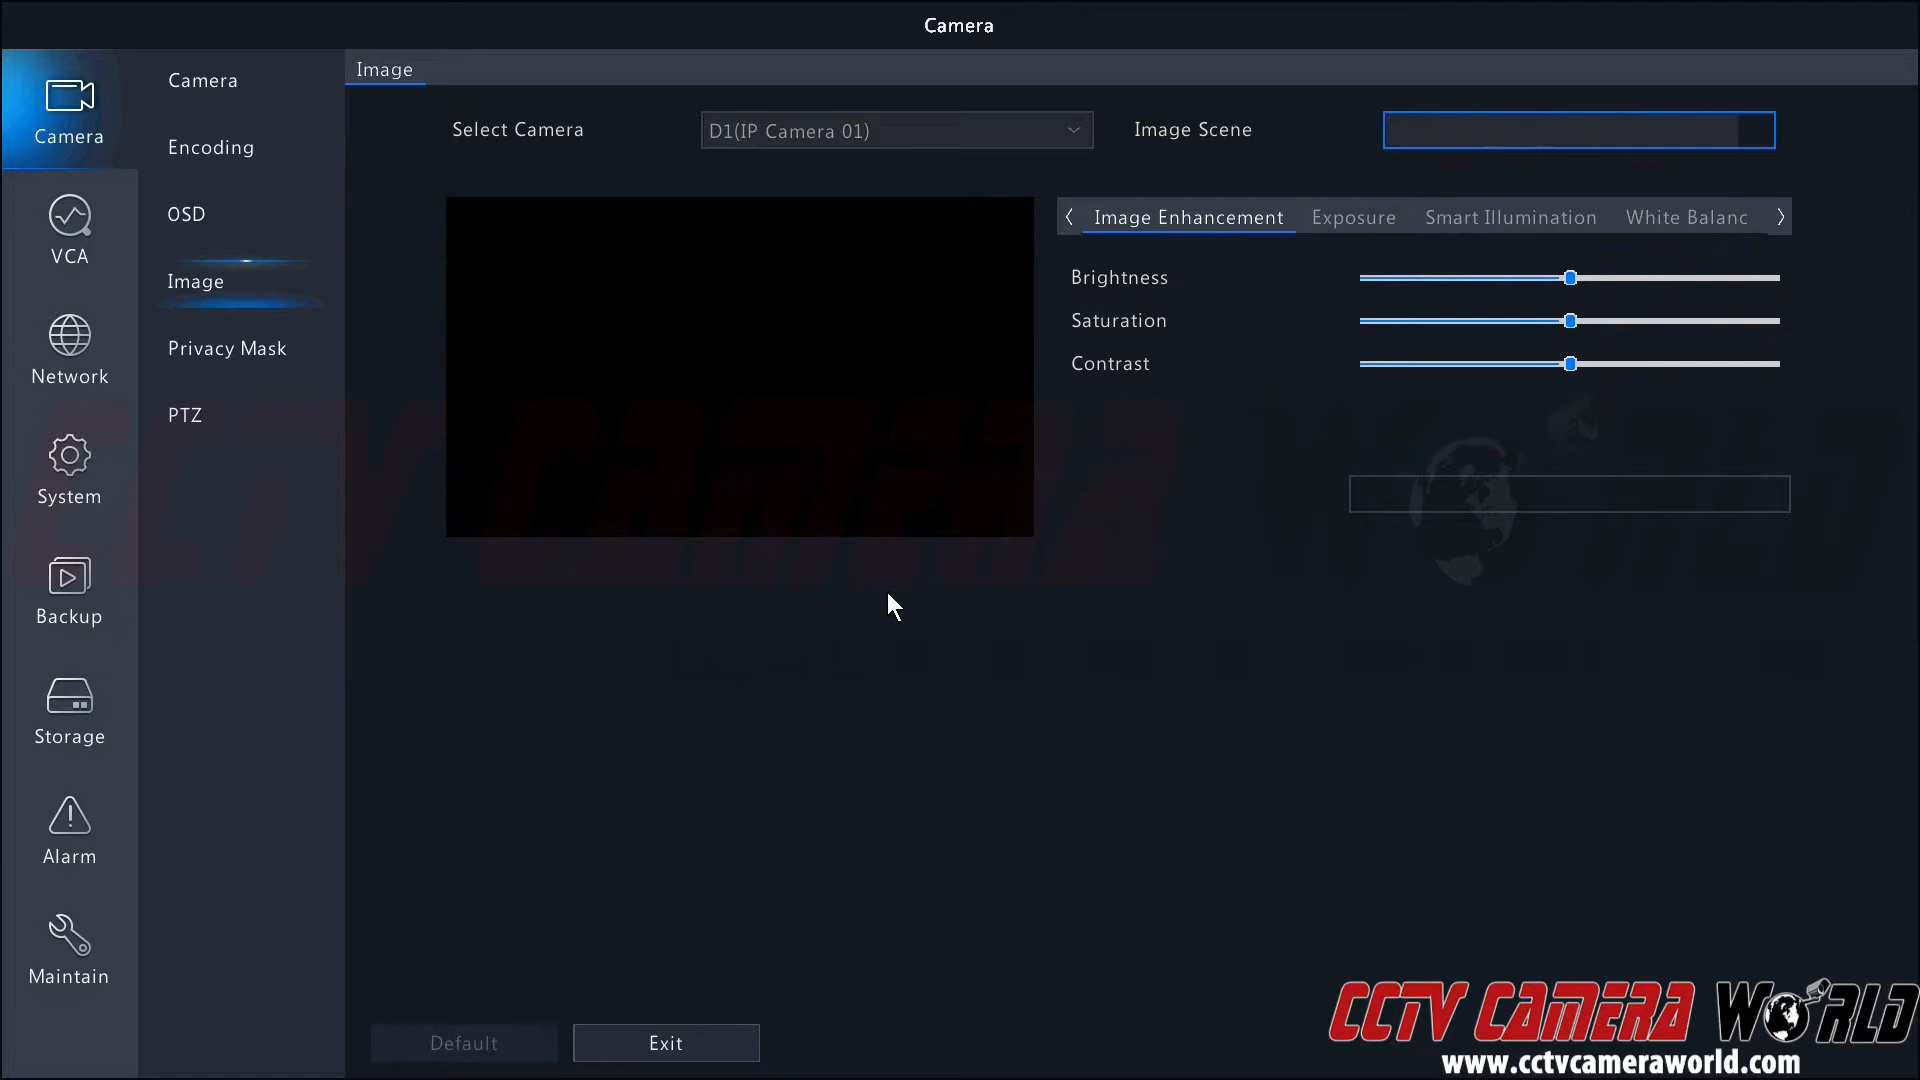 Camera
Camera
VCA
Network
System
Backup
Storage
Alarm
Maintain
Camera
Encoding
OSD
Image
Privacy Mask
PTZ
Image
Select Camera D1(IP Camera 01) Image Scene
Image Enhancement Exposure Smart Illumination White Balanc
Brightness
Saturation
Contrast
Default Exit
CCTV CAMERA WORLD
www.cctvcameraworld.com